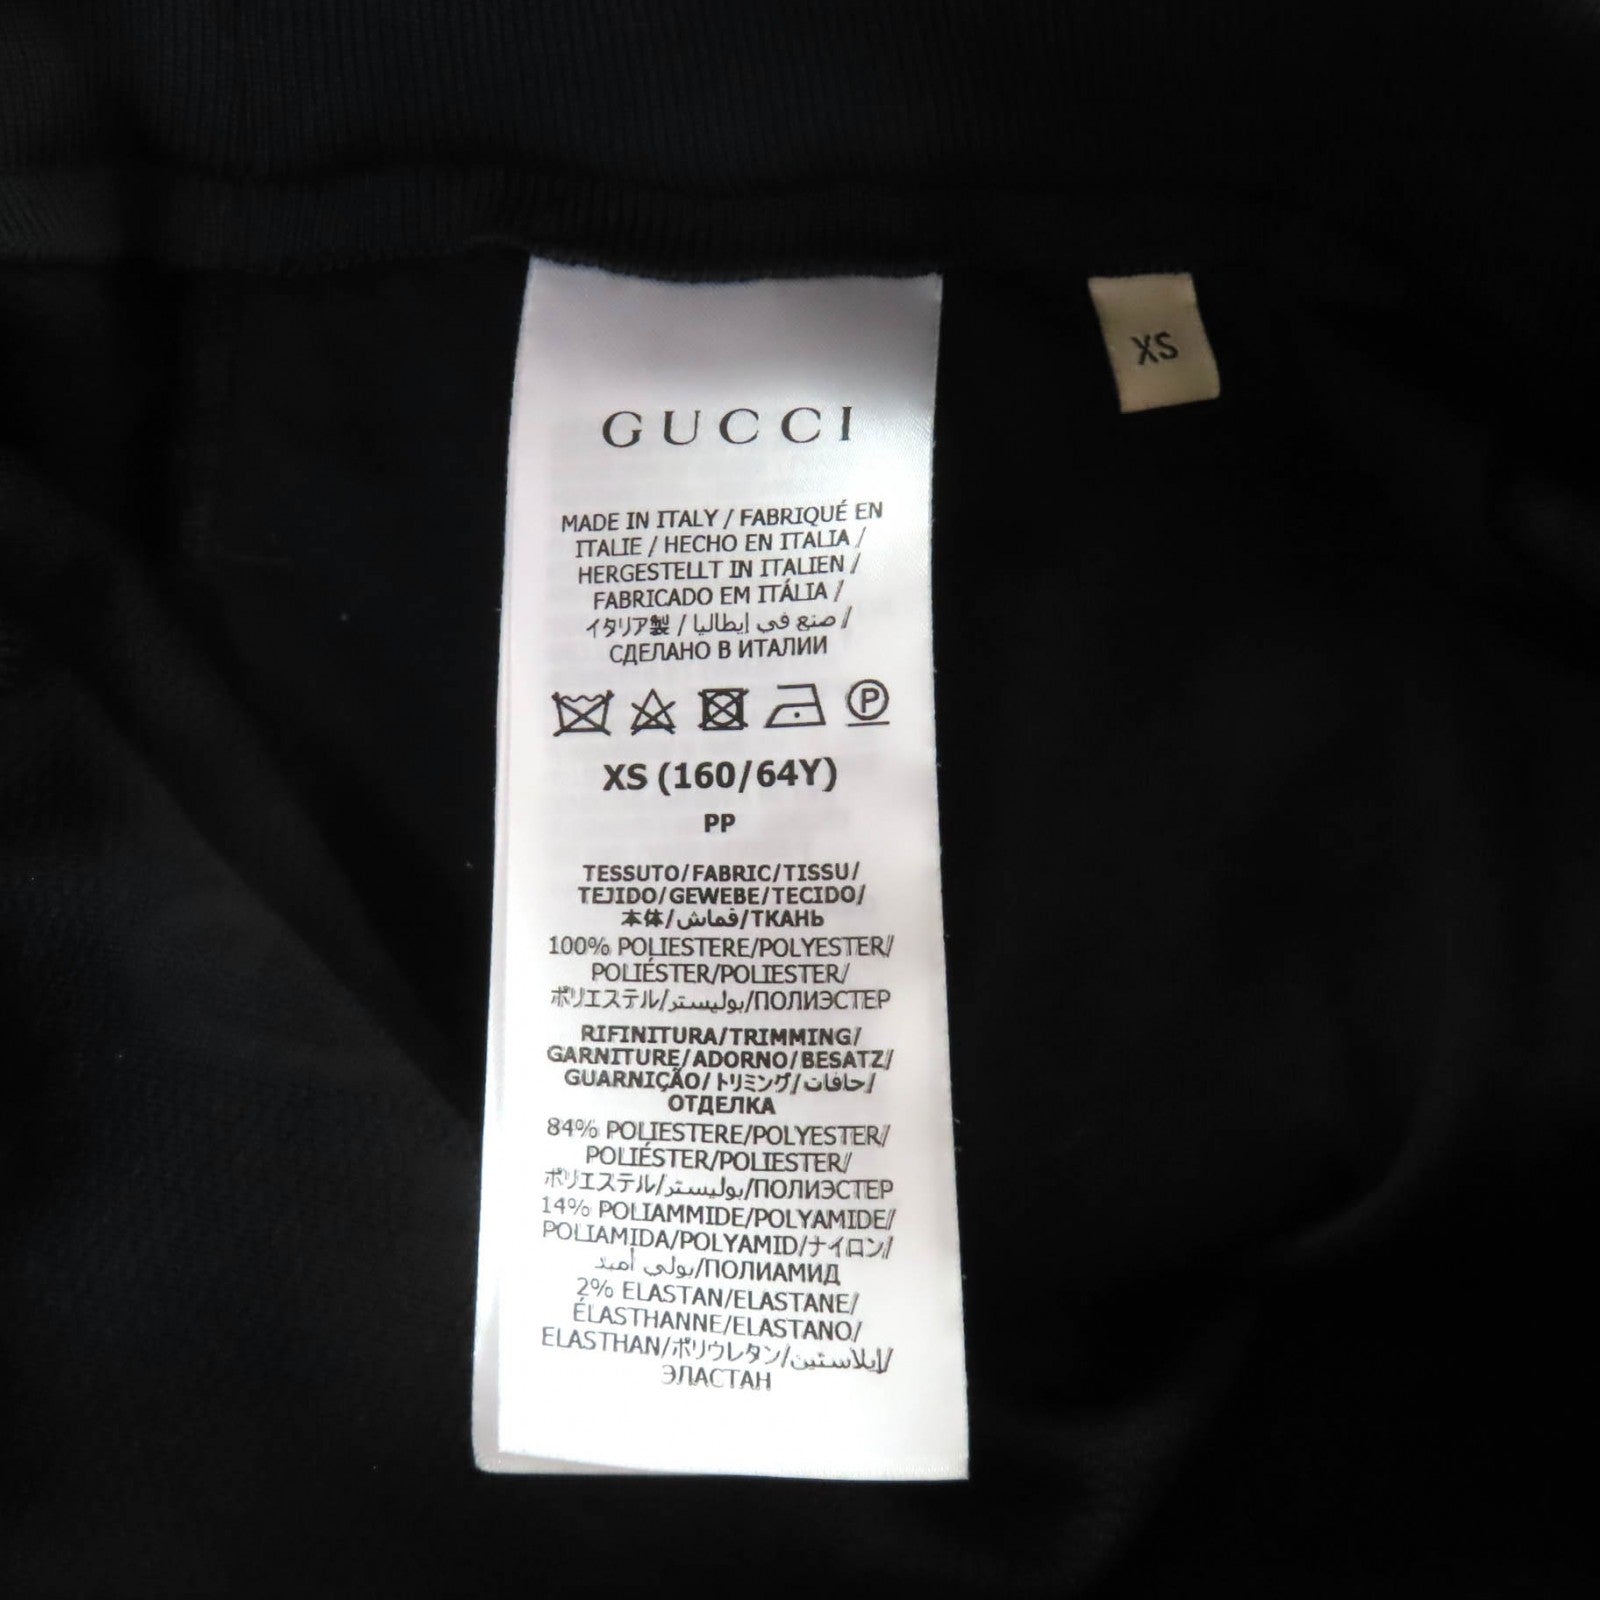 GUCCI
XS
MADE IN ITALY / FABRIQUÉ EN
ITALIE / HECHO EN ITALIA /
HERGESTELLT IN ITALIEN /
FABRICADO EM ITÁLIA /
イタリア製 / صنع في إيطاليا /
СДЕЛАНО В ИТАЛИИ
P
XS (160/64Y)
PP
TESSUTO/FABRIC/TISSU/
TEJIDO/GEWEBE/TECIDO/
本体/قماش/ТКАНЬ
100% POLIESTERE/POLYESTER/
POLIÉSTER/POLIESTER/
ポリエステル/بوليستر/ПОЛИЭСТЕР
RIFINITURA/TRIMMING/
GARNITURE/ADORNO/BESATZ/
GUARNIÇÃO/トリミング/حافات/
ОТДЕЛКА
84% POLIESTERE/POLYESTER/
POLIÉSTER/POLIESTER/
ポリエステル/بوليستر/ПОЛИЭСТЕР
14% POLIAMMIDE/POLYAMIDE/
POLIAMIDA/POLYAMID/ナイロン/
بولي أميد/ПОЛИАМИД
2% ELASTAN/ELASTANE/
ÉLASTHANNE/ELASTANO/
ELASTHAN/ポリウレタン/إيلاستين/
ЭЛАСТАН